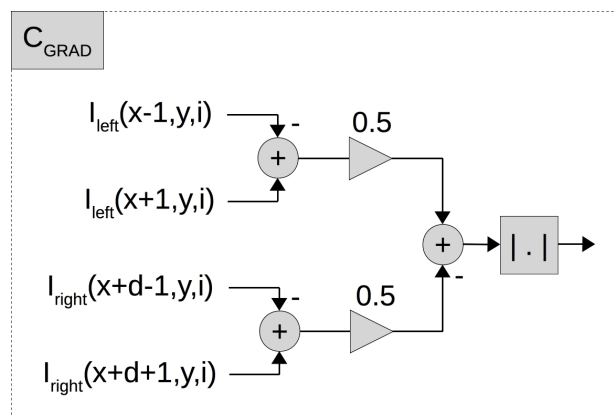 C_GRAD
I_left(x-1,y,i)
-
0.5
+
I_left(x+1,y,i)
+
| . |
-
I_right(x+d-1,y,i)
-
0.5
+
I_right(x+d+1,y,i)